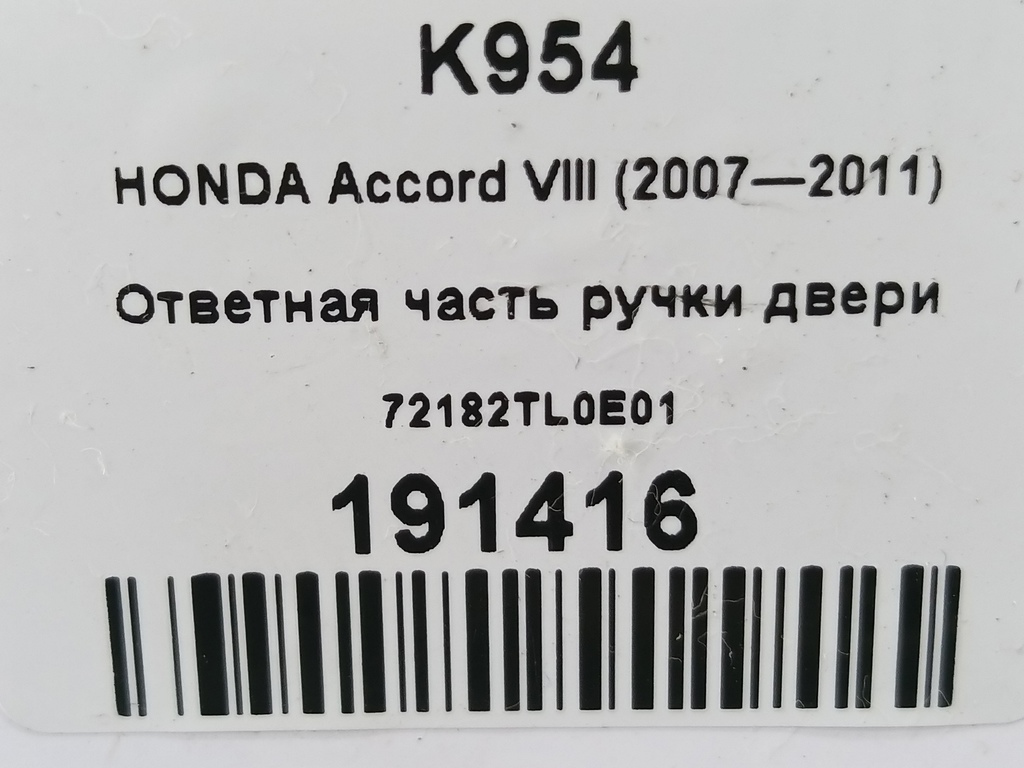 K954
HONDA Accord VIII (2007—2011)
Ответная часть ручки двери
72182TL0E01
191416